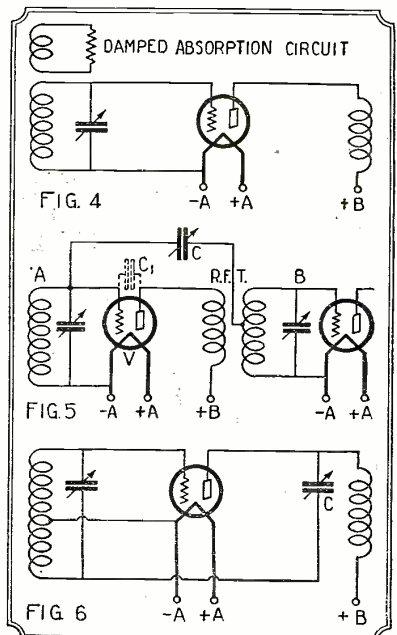 DAMPED ABSORPTION CIRCUIT
-A +A
+B
FIG. 4
C
C1
A
R.F.T.
B
V
FIG.5
-A +A
+B
-A +A
C
FIG 6
-A +A
+B